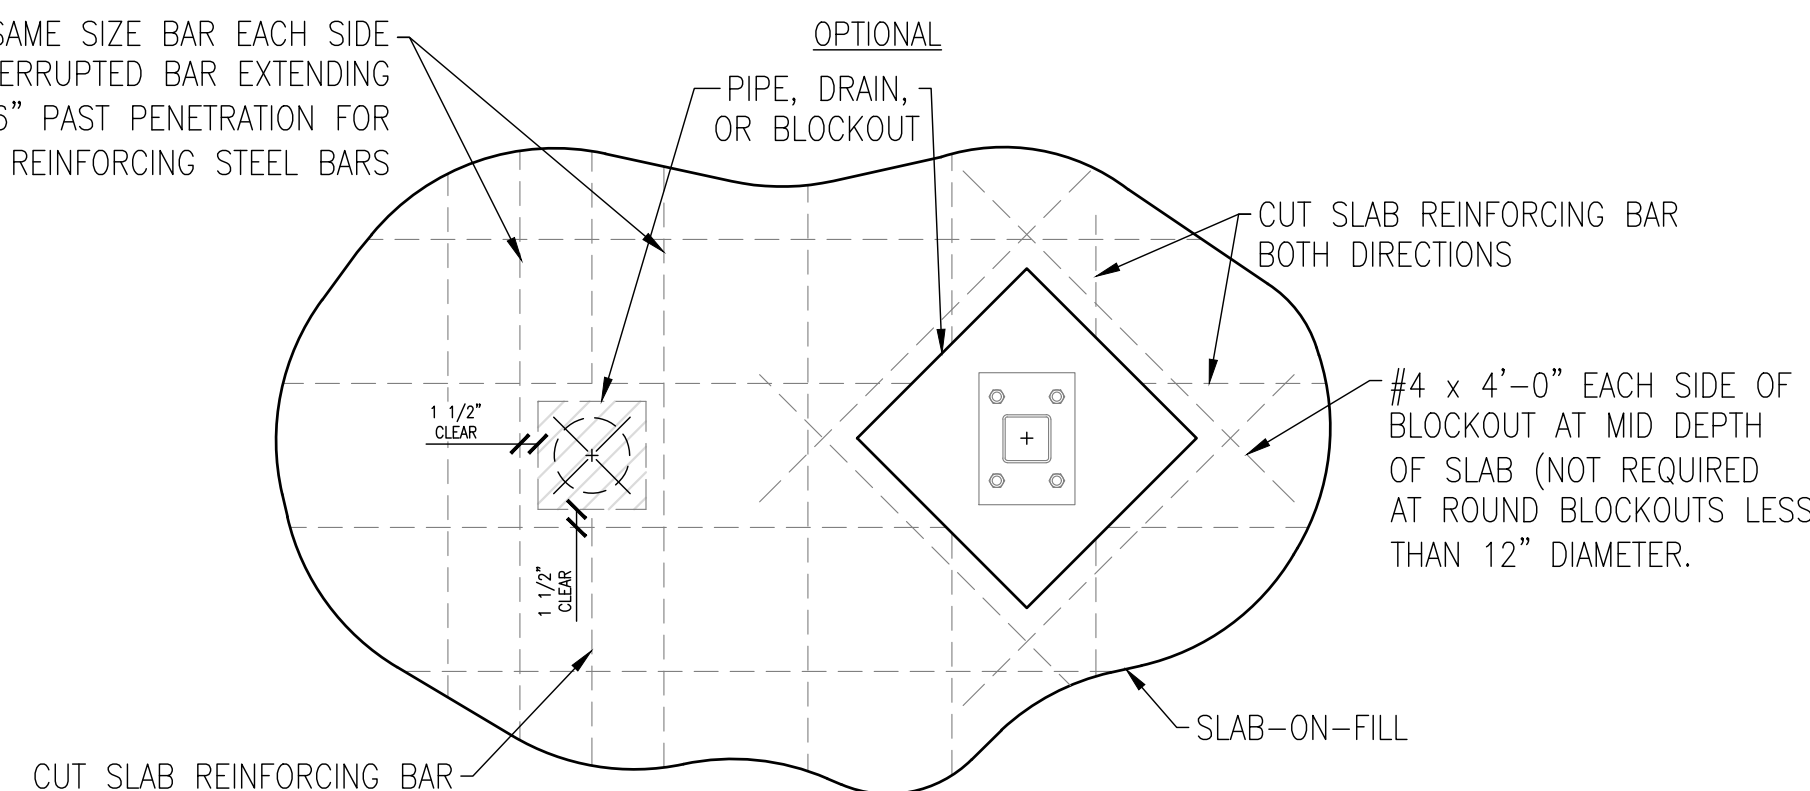 SAME SIZE BAR EACH SIDE
ERRUPTED BAR EXTENDING
6” PAST PENETRATION FOR
REINFORCING STEEL BARS
OPTIONAL
PIPE, DRAIN,
OR BLOCKOUT
CUT SLAB REINFORCING BAR
BOTH DIRECTIONS
#4 x 4’-0” EACH SIDE OF
BLOCKOUT AT MID DEPTH
OF SLAB (NOT REQUIRED
AT ROUND BLOCKOUTS LESS
THAN 12” DIAMETER.
1 1/2”
CLEAR
1 1/2”
CLEAR
SLAB-ON-FILL
CUT SLAB REINFORCING BAR